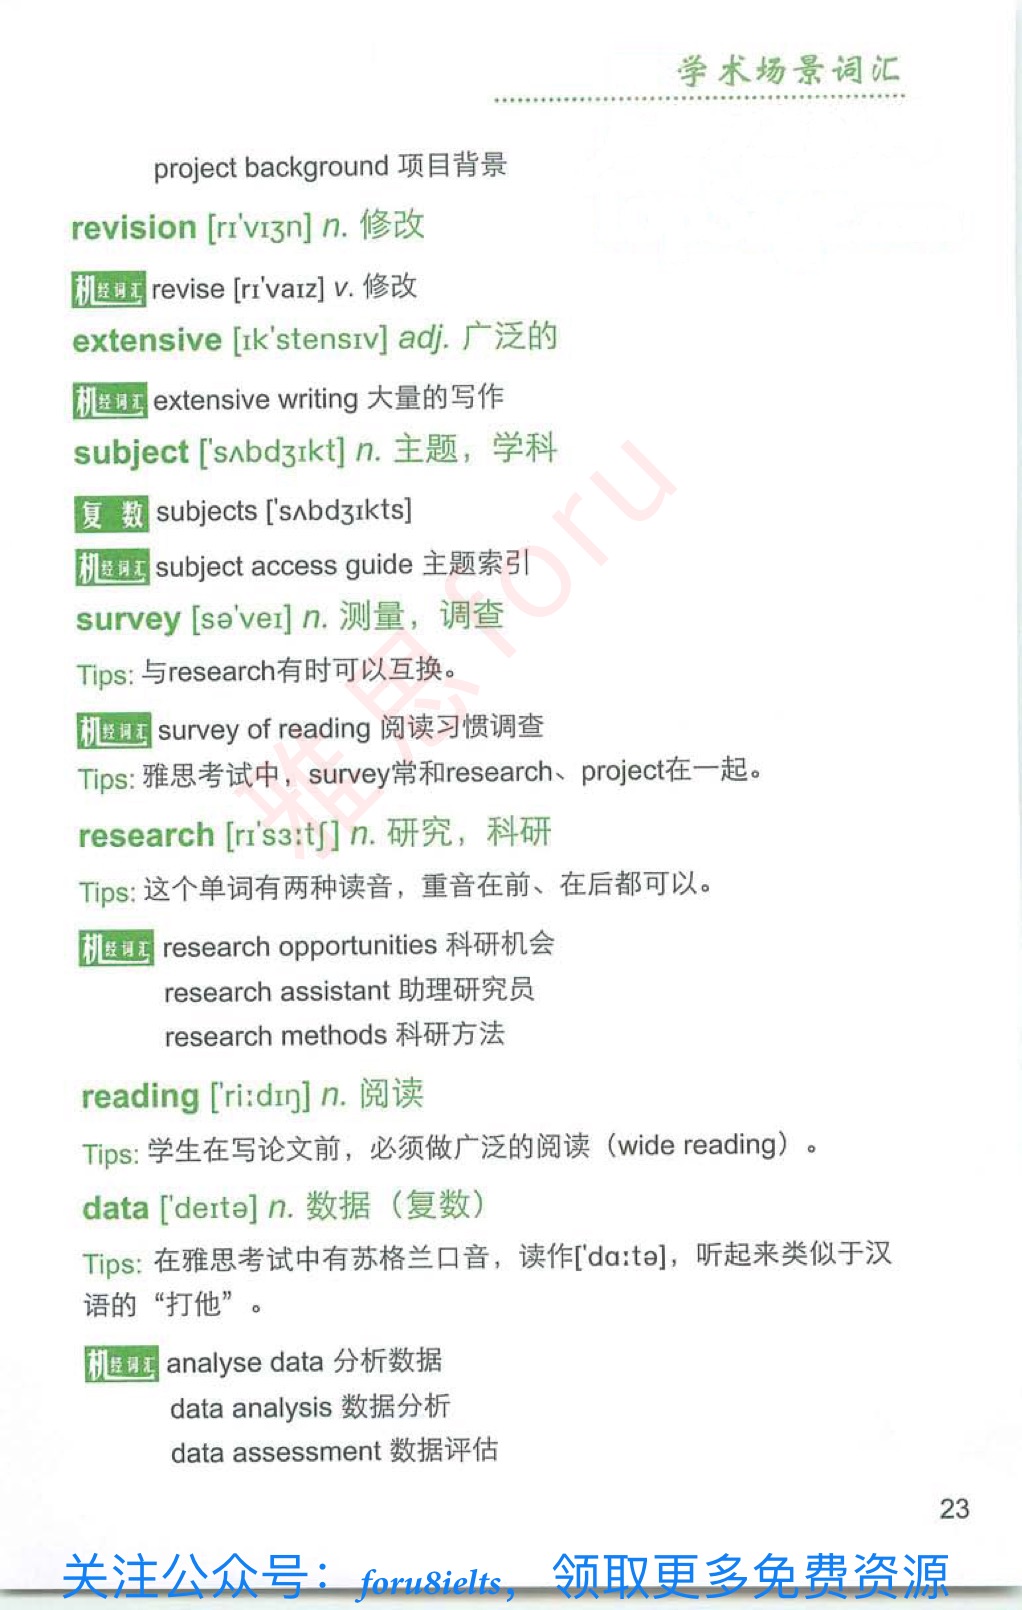 学术场景词汇
project background 项目背景
revision [rɪ'vɪʒn] n. 修改
机经词汇 revise [rɪ'vaɪz] v. 修改
extensive [ɪk'stensɪv] adj. 广泛的
机经词汇 extensive writing 大量的写作
subject ['sʌbdʒɪkt] n. 主题，学科
复数 subjects ['sʌbdʒɪkts]
机经词汇 subject access guide 主题索引
survey [sə'veɪ] n. 测量，调查
Tips: 与research有时可以互换。
机经词汇 survey of reading 阅读习惯调查
Tips: 雅思考试中，survey常和research、project在一起。
research [rɪ'sɜːtʃ] n. 研究，科研
Tips: 这个单词有两种读音，重音在前、在后都可以。
机经词汇 research opportunities 科研机会
research assistant 助理研究员
research methods 科研方法
reading ['riːdɪŋ] n. 阅读
Tips: 学生在写论文前，必须做广泛的阅读（wide reading）。
data ['deɪtə] n. 数据（复数）
Tips: 在雅思考试中有苏格兰口音，读作['dɑːtə]，听起来类似于汉
语的“打他”。
机经词汇 analyse data 分析数据
data analysis 数据分析
data assessment 数据评估
23
雅思foru
关注公众号：foru8ielts，领取更多免费资源